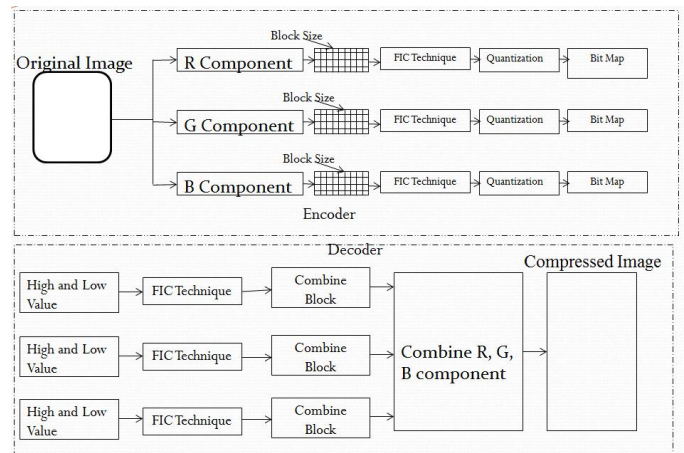 Block Size
Original Image
R Component
FIC Technique
Quantization
Bit Map
Block Size
G Component
FIC Technique
Quantization
Bit Map
Block Size
B Component
FIC Technique
Quantization
Bit Map
Encoder
Decoder
Compressed Image
High and Low
Value
FIC Technique
Combine
Block
High and Low
Value
FIC Technique
Combine
Block
Combine R, G,
B component
High and Low
Value
FIC Technique
Combine
Block